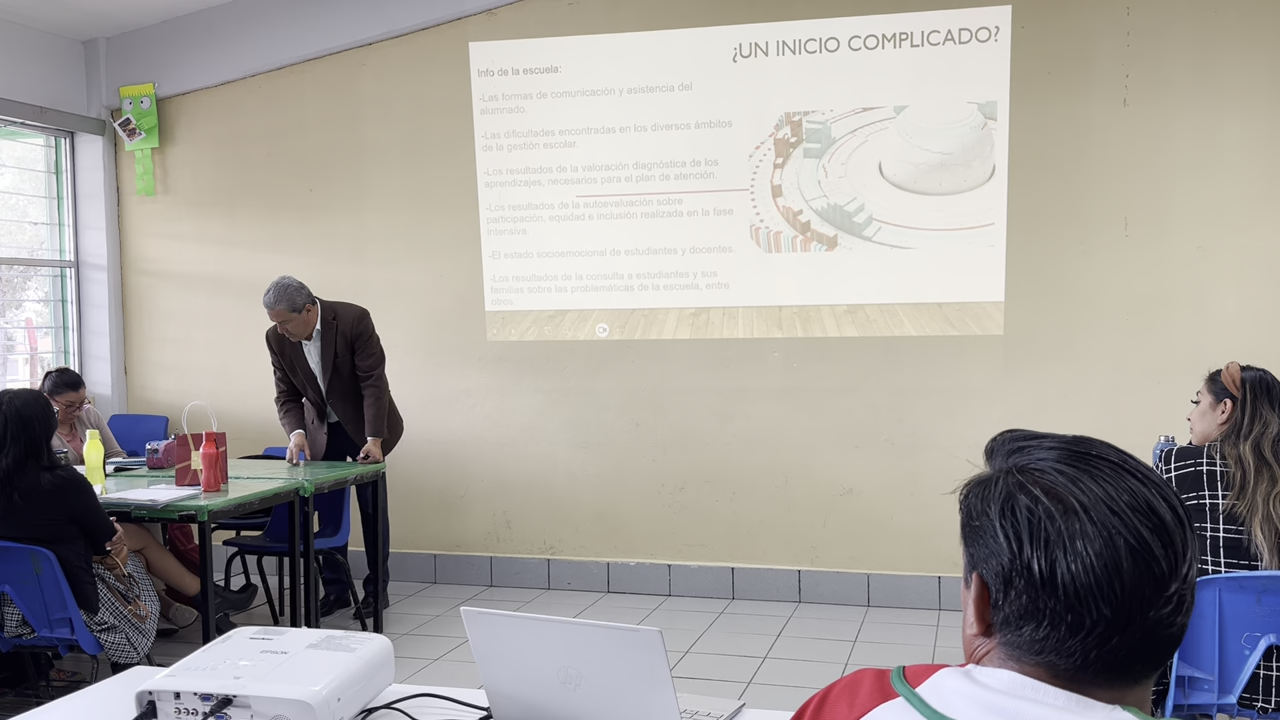 ¿UN INICIO COMPLICADO?
Info de la escuela:
-Las formas de comunicación y asistencia del
alumnado.
-Las dificultades encontradas en los diversos ámbitos
de la gestión escolar.
-Los resultados de la valoración diagnóstica de los
aprendizajes, necesarios para el plan de atención.
-Los resultados de la autoevaluación sobre
participación, equidad e inclusión realizada en la fase
intensiva.
-El estado socioemocional de estudiantes y docentes.
-Los resultados de la consulta a estudiantes y sus
familias sobre las problemáticas de la escuela, entre
otros.
EPSON
hp